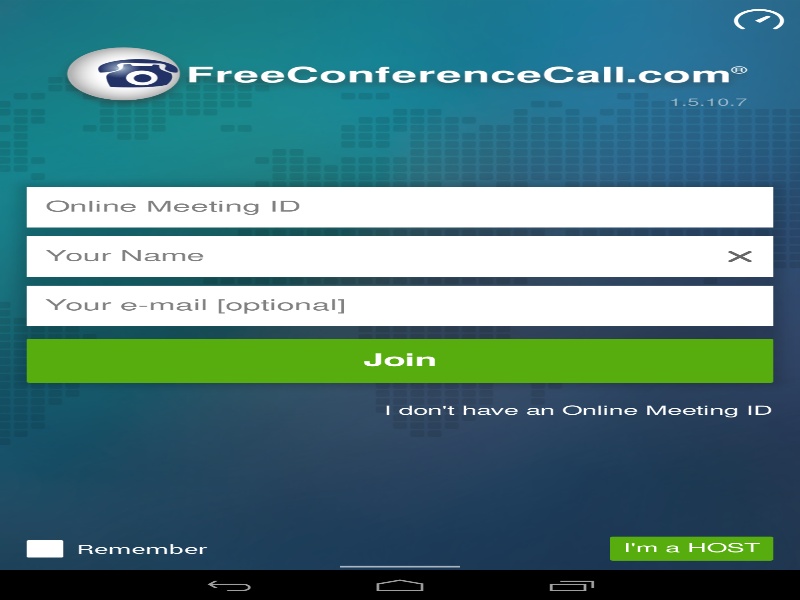 FreeConferenceCall.com®
1.5.10.7
Online Meeting ID
Your Name
Your e-mail [optional]
Join
I don't have an Online Meeting ID
Remember
I'm a HOST